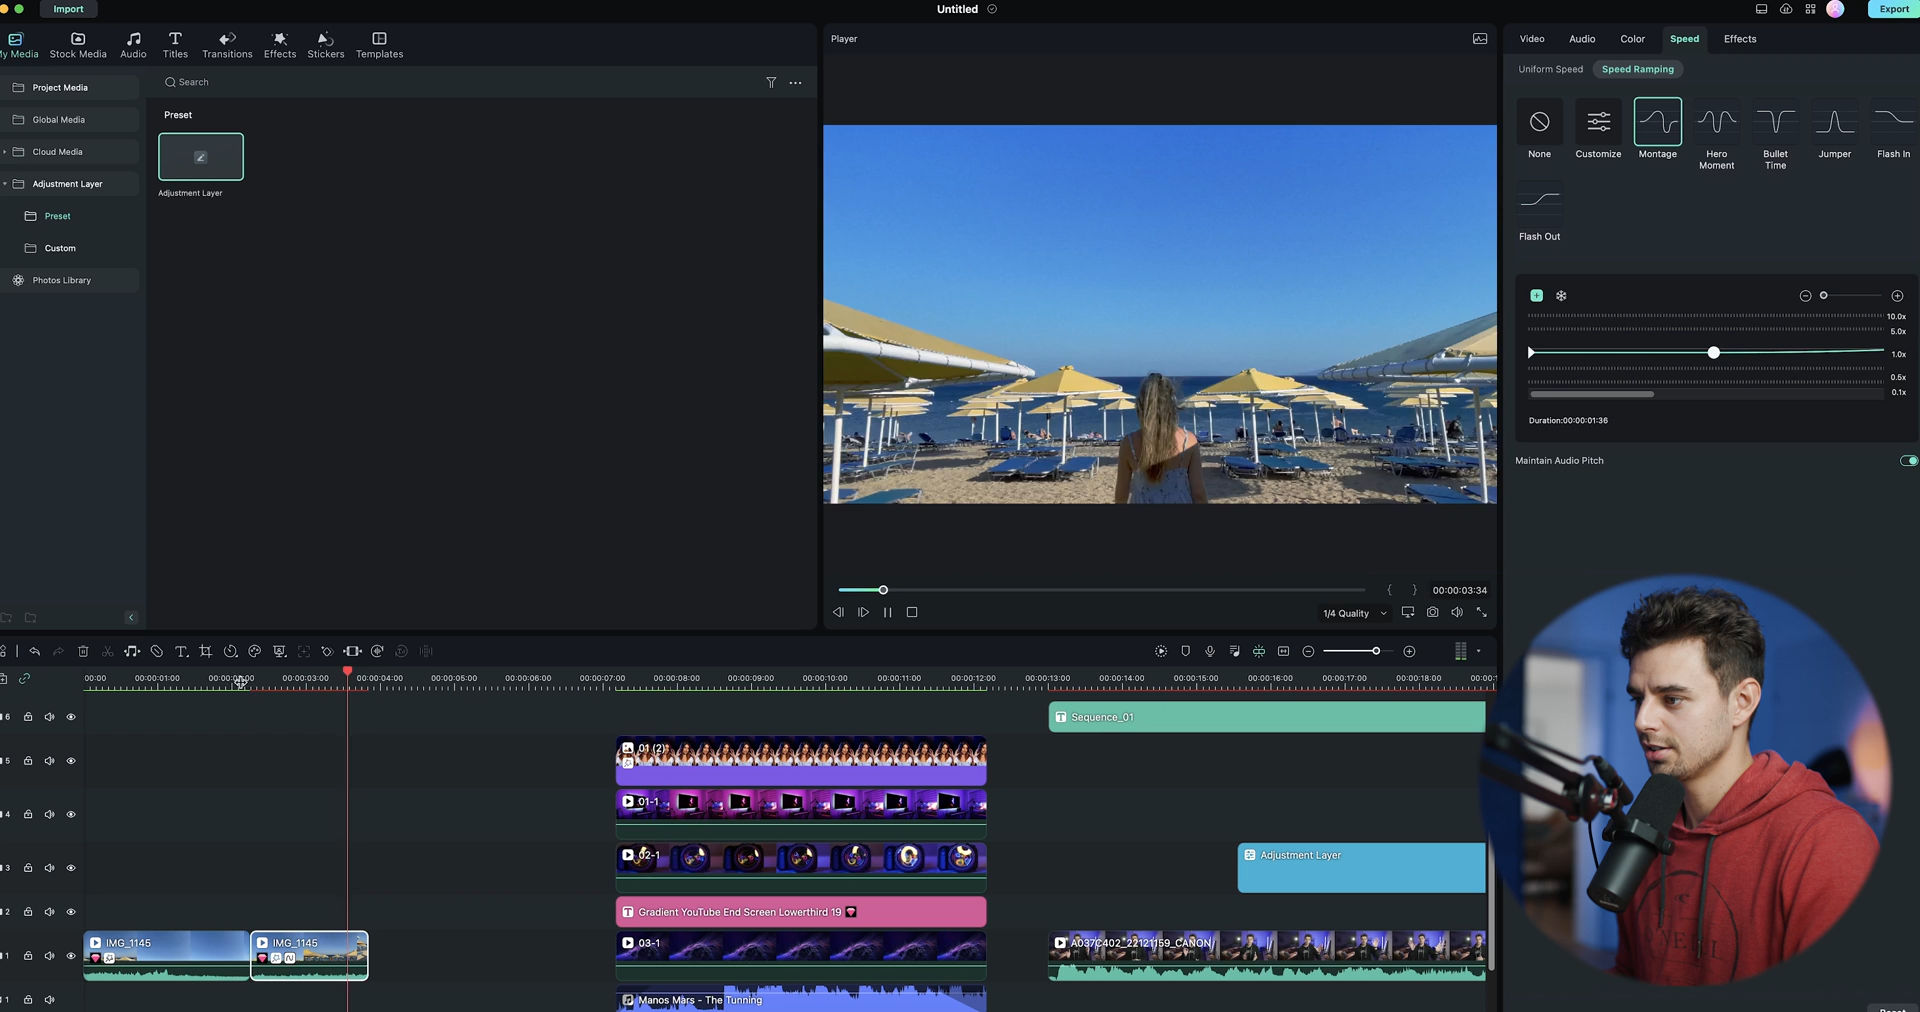 Import
Untitled
Export
My Media
Stock Media
Audio
Titles
Transitions
Effects
Stickers
Templates
Project Media
Global Media
Cloud Media
Adjustment Layer
Preset
Custom
Photos Library
Search
Preset
Adjustment Layer
Player
00:00:03:34
1/4 Quality
Video
Audio
Color
Speed
Effects
Uniform Speed
Speed Ramping
None
Customize
Montage
Hero
Moment
Bullet
Time
Jumper
Flash In
Flash Out
10.0x
5.0x
1.0x
0.5x
0.1x
Duration:00:00:01:36
Maintain Audio Pitch
00:00
00:00:01:00
00:00:03:00
00:00:04:00
00:00:05:00
00:00:06:00
00:00:07:00
00:00:08:00
00:00:09:00
00:00:10:00
00:00:11:00
00:00:12:00
00:00:13:00
00:00:14:00
00:00:15:00
00:00:16:00
00:00:17:00
00:00:18:00
6
Sequence_01
5
01 (2)
4
01-1
3
02-1
Adjustment Layer
2
Gradient YouTube End Screen Lowerthird 19
1
IMG_1145
IMG_1145
03-1
A037C402_22121159_CANON
1
Manos Mars - The Tunning